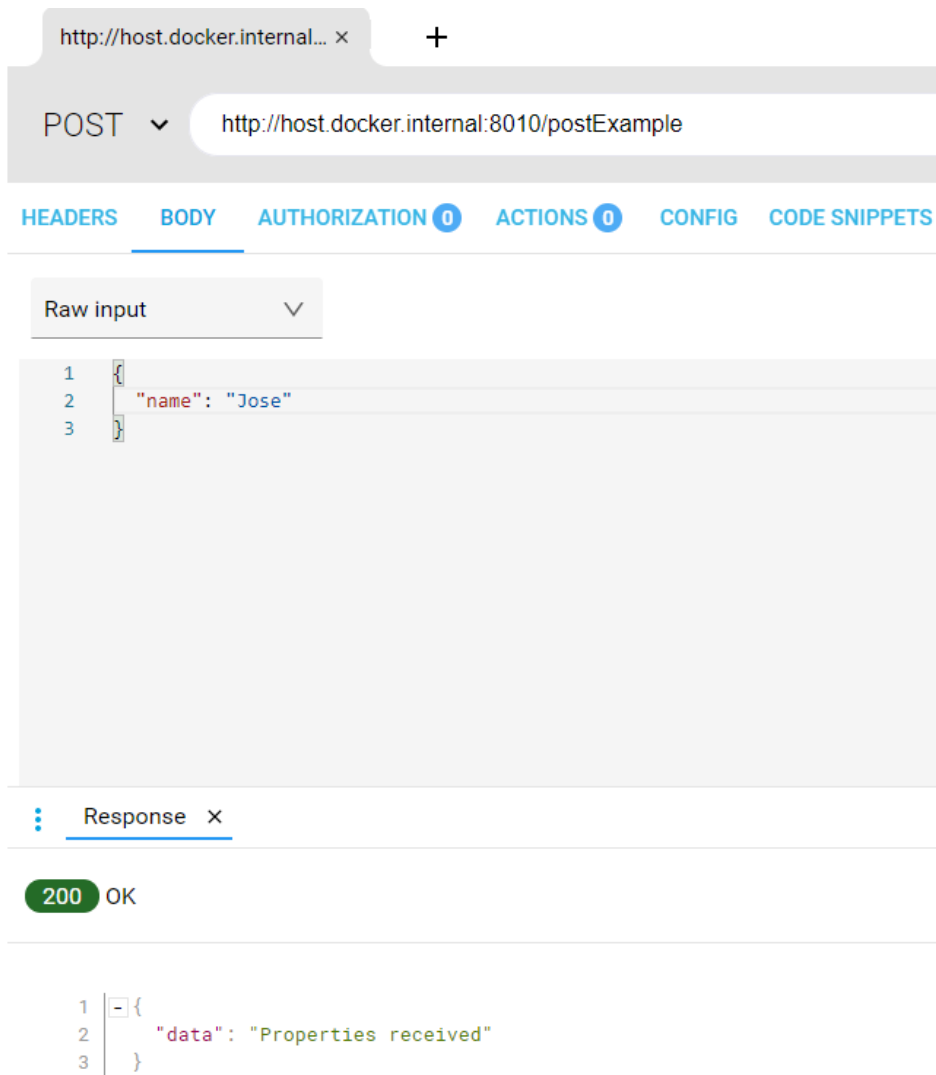 http://host.docker.internal... ×
+
POST http://host.docker.internal:8010/postExample
HEADERS BODY AUTHORIZATION 0 ACTIONS 0 CONFIG CODE SNIPPETS
Raw input
1 {
2 "name": "Jose"
3 }
Response ×
200 OK
1 - {
2 "data": "Properties received"
3 }